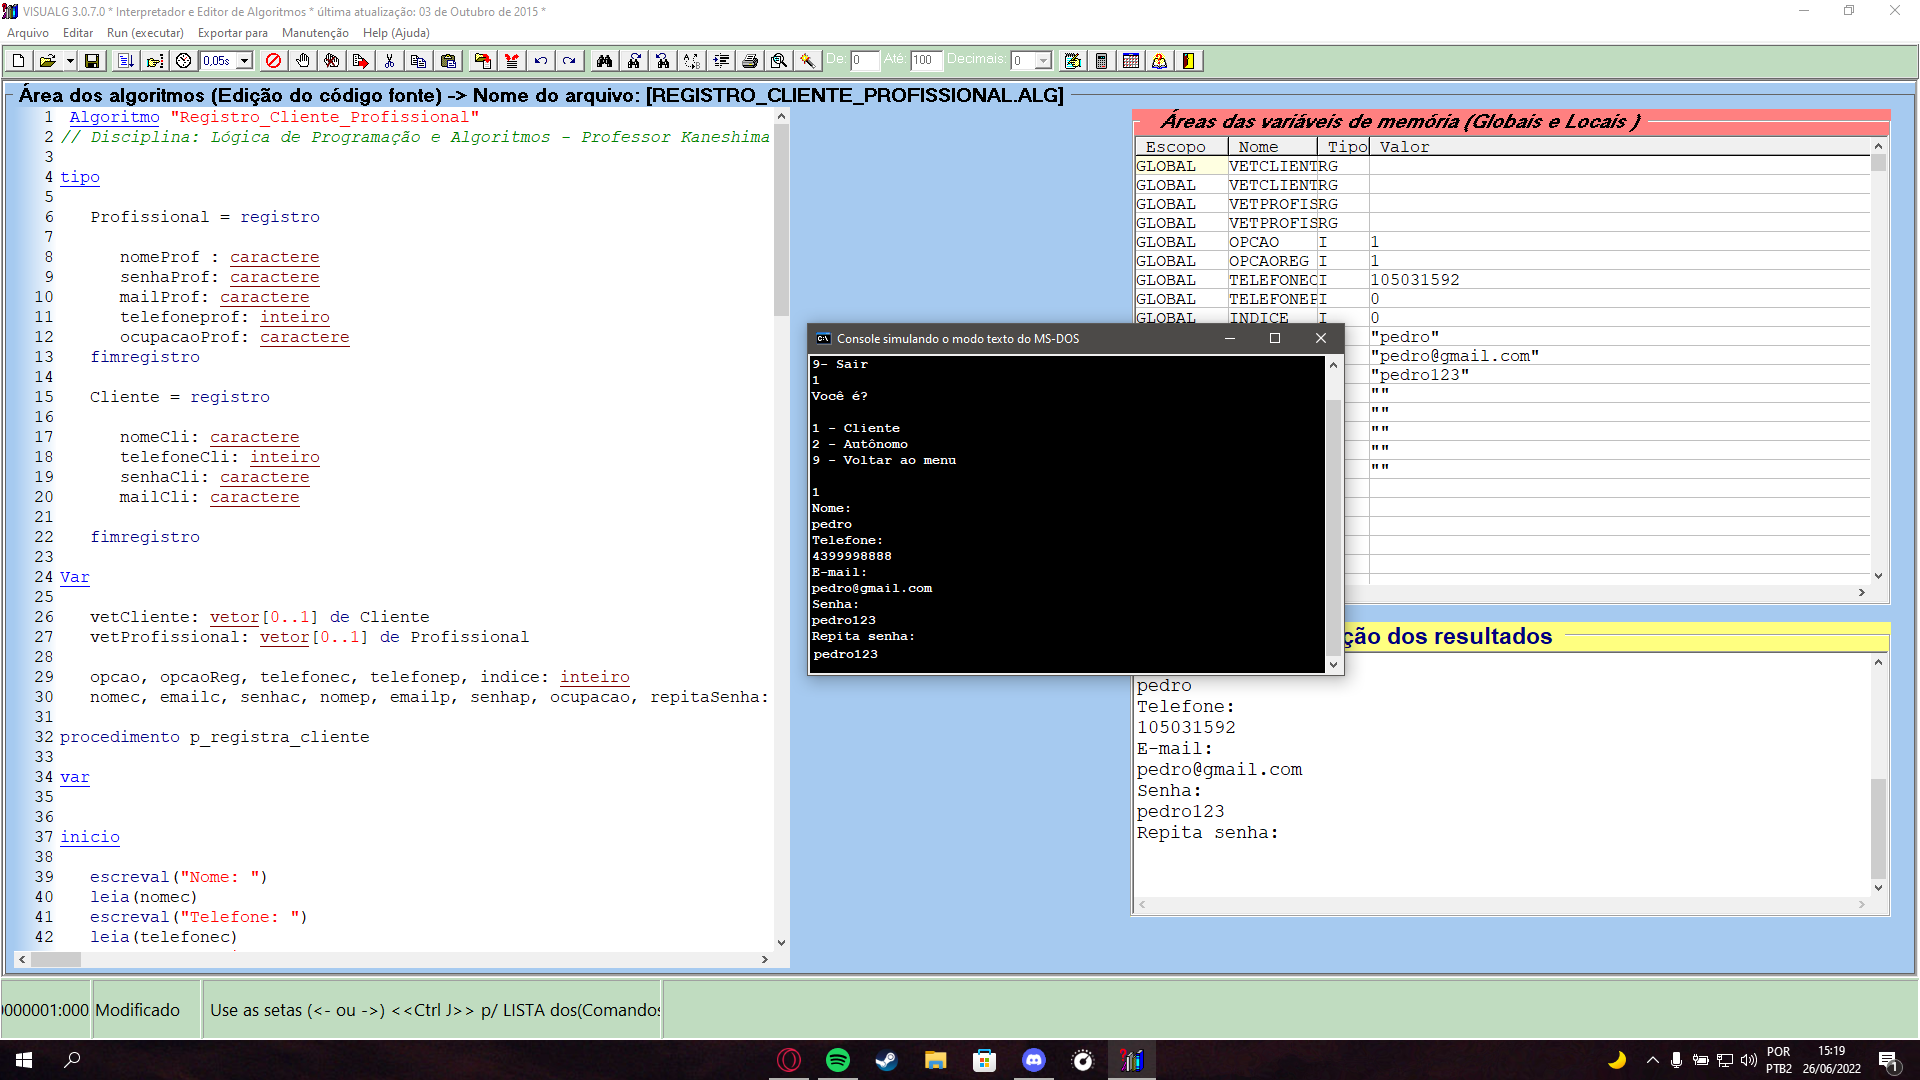 VISUALG 3.0.7.0 * Interpretador e Editor de Algoritmos * última atualização: 03 de Outubro de 2015 *
Arquivo Editar Run (executar) Exportar para Manutenção Help (Ajuda)
0,05s De: 0 Até: 100 Decimais: 0
Área dos algoritmos (Edição do código fonte) -> Nome do arquivo: [REGISTRO_CLIENTE_PROFISSIONAL.ALG]
1 Algoritmo "Registro_Cliente_Profissional"
2 // Disciplina: Lógica de Programação e Algoritmos - Professor Kaneshima
3
4 tipo
5
6 Profissional = registro
7
8 nomeProf : caractere
9 senhaProf: caractere
10 mailProf: caractere
11 telefoneprof: inteiro
12 ocupacaoProf: caractere
13 fimregistro
14
15 Cliente = registro
16
17 nomeCli: caractere
18 telefoneCli: inteiro
19 senhaCli: caractere
20 mailCli: caractere
21
22 fimregistro
23
24 Var
25
26 vetCliente: vetor[0..1] de Cliente
27 vetProfissional: vetor[0..1] de Profissional
28
29 opcao, opcaoReg, telefonec, telefonep, indice: inteiro
30 nomec, emailc, senhac, nomep, emailp, senhap, ocupacao, repitaSenha:
31
32 procedimento p_registra_cliente
33
34 var
35
36
37 inicio
38
39 escreval("Nome: ")
40 leia(nomec)
41 escreval("Telefone: ")
42 leia(telefonec)
Áreas das variáveis de memória (Globais e Locais )
Escopo Nome Tipo Valor
GLOBAL VETCLIENT RG
GLOBAL VETCLIENT RG
GLOBAL VETPROFIS RG
GLOBAL VETPROFIS RG
GLOBAL OPCAO I 1
GLOBAL OPCAOREG I 1
GLOBAL TELEFONEC I 105031592
GLOBAL TELEFONEP I 0
GLOBAL INDICE I 0
"pedro"
"pedro@gmail.com"
"pedro123"
""
""
""
""
""
Console simulando o modo texto do MS-DOS
9- Sair
1
Você é?
1 - Cliente
2 - Autônomo
9 - Voltar ao menu
1
Nome:
pedro
Telefone:
4399998888
E-mail:
pedro@gmail.com
Senha:
pedro123
Repita senha:
pedro123
ção dos resultados
pedro
Telefone:
105031592
E-mail:
pedro@gmail.com
Senha:
pedro123
Repita senha:
0000001:000 Modificado Use as setas (<- ou ->) <<Ctrl J>> p/ LISTA dos(Comandos
POR
PTB2
15:19
26/06/2022
1